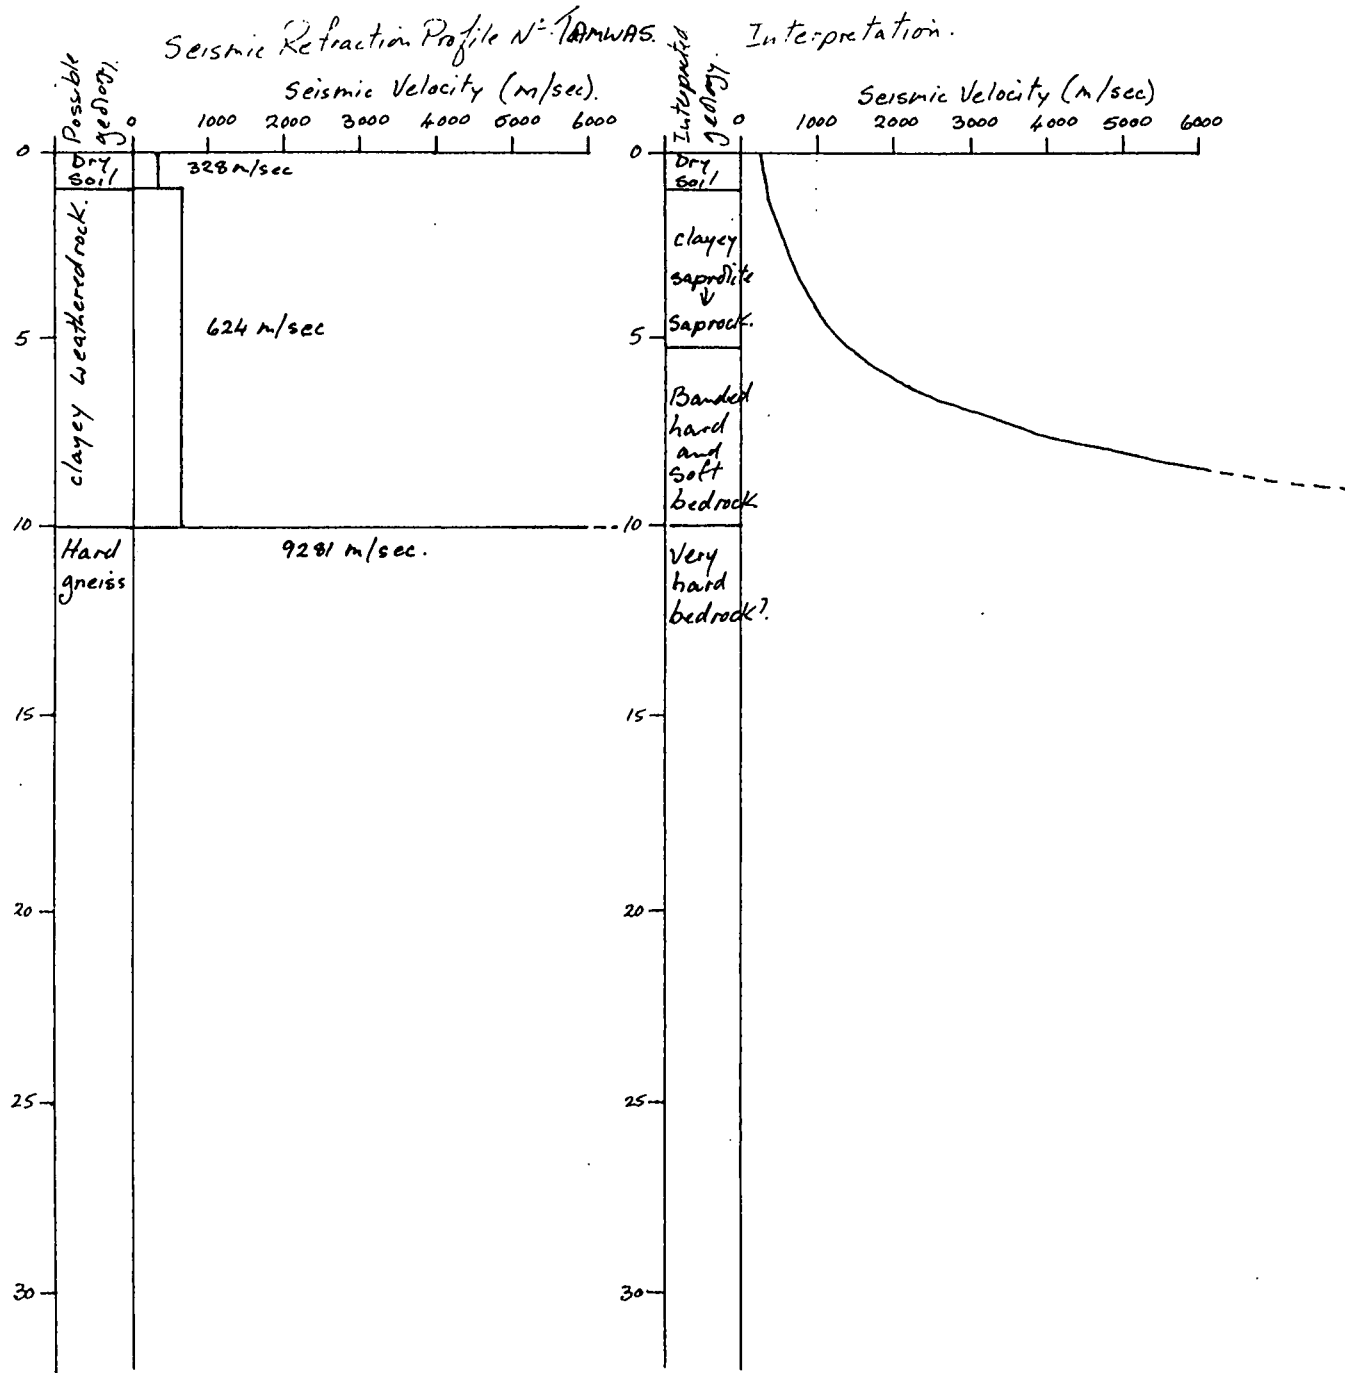 Seismic Refraction Profile Nº TAMWAS. Interpretation.
Possible geology.
Seismic Velocity (m/sec).
0 1000 2000 3000 4000 5000 6000
0
5
10
15
20
25
30
Dry
Soil
328 m/sec
clayey weathered rock.
624 m/sec
Hard
gneiss
9281 m/sec.
Interpreted geology.
Seismic Velocity (m/sec)
0 1000 2000 3000 4000 5000 6000
0
5
10
15
20
25
30
Dry
Soil
clayey
saprolite
↓
Saprock.
Banded
hard
and
soft
bedrock
Very
hard
bedrock?